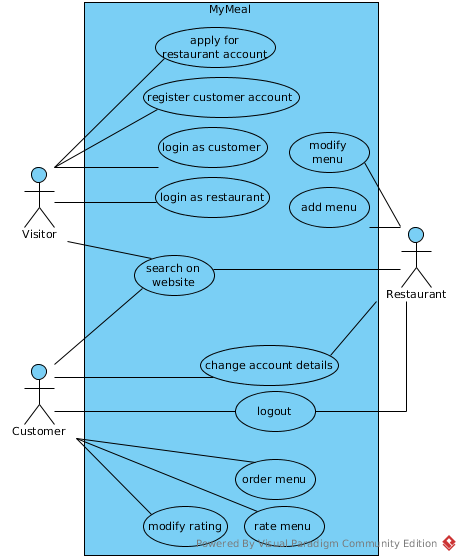 MyMeal
apply for
restaurant account
register customer account
login as customer
modify
menu
login as restaurant
add menu
Visitor
search on
website
Restaurant
change account details
logout
Customer
order menu
modify rating
rate menu
Powered By Visual Paradigm Community Edition